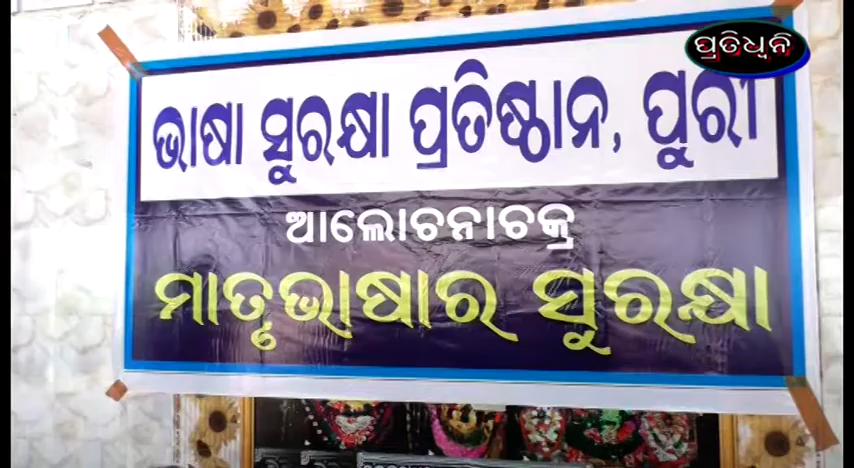 ପ୍ରତିଧ୍ୱନି
ଭାଷା ସୁରକ୍ଷା ପ୍ରତିଷ୍ଠାନ, ପୁରୀ
ଆଲୋଚନାଚକ୍ର
ମାତୃଭାଷାର ସୁରକ୍ଷା